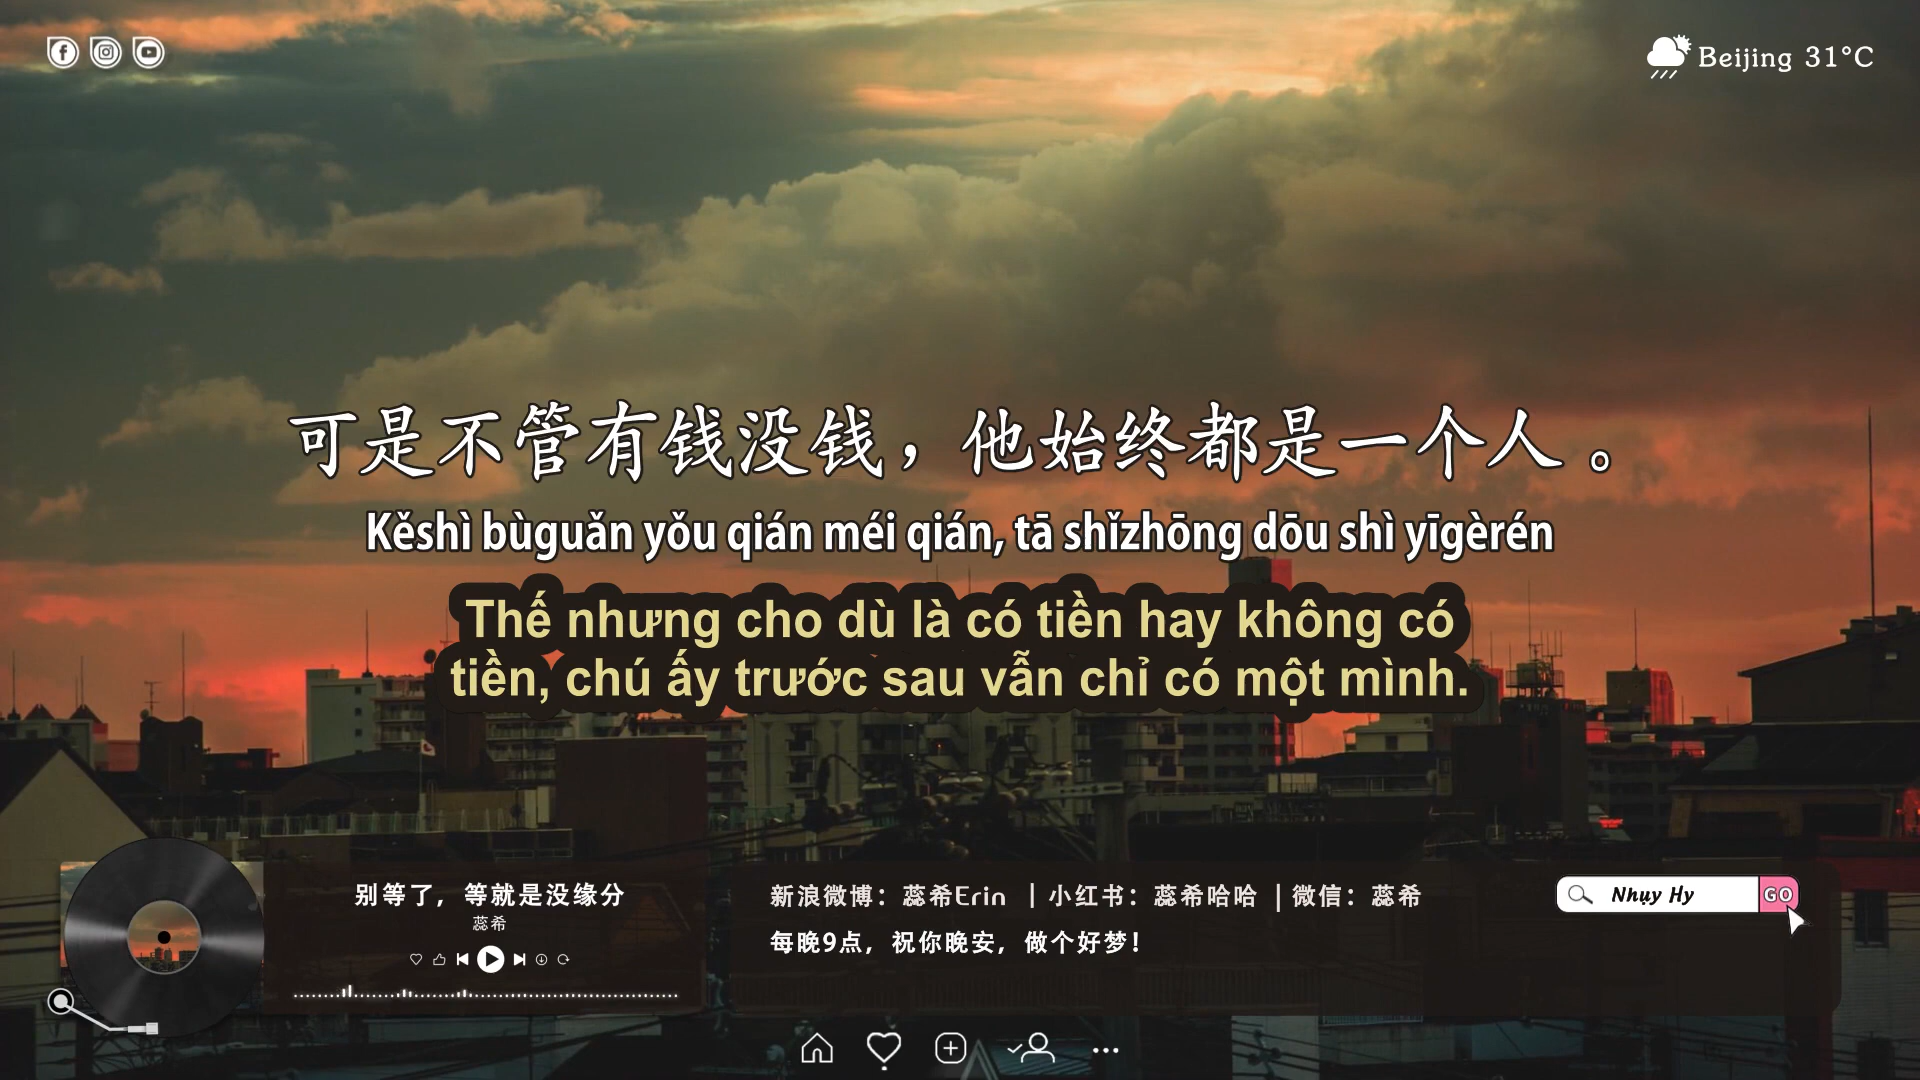 Beijing 31°C
可是不管有钱没钱，他始终都是一个人。
Kěshì bùguǎn yǒu qián méi qián, tā shǐzhōng dōu shì yīgèrén
Thế nhưng cho dù là có tiền hay không có
tiền, chú ấy trước sau vẫn chỉ có một mình.
别等了，等就是没缘分
蕊希
新浪微博：蕊希Erin ｜小红书：蕊希哈哈 ｜微信：蕊希
每晚9点，祝你晚安，做个好梦！
Nhụy Hy GO